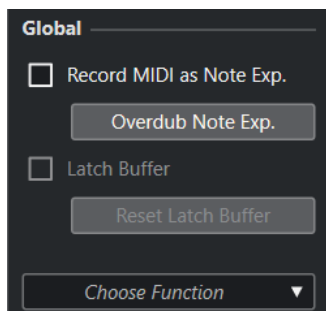 Global
Record MIDI as Note Exp.
Overdub Note Exp.
Latch Buffer
Reset Latch Buffer
Choose Function